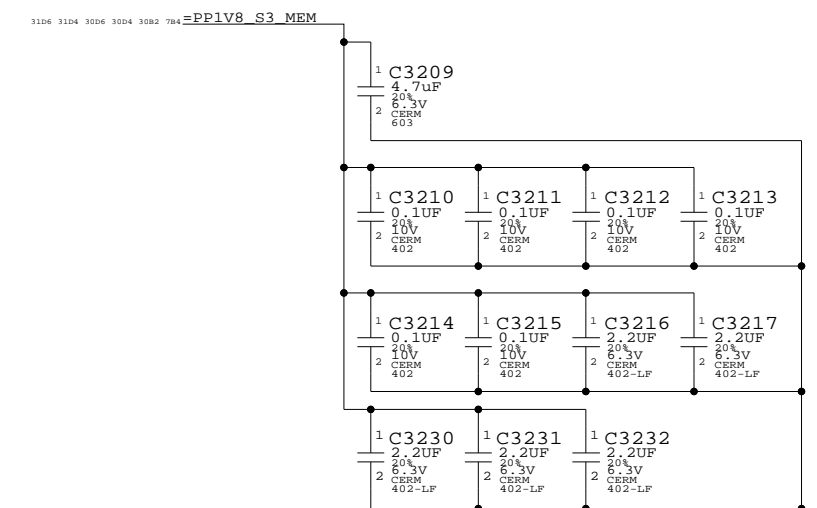 31D6 31D4 30D6 30D4 30B2 7B4 =PP1V8_S3_MEM
1 C3209
4.7uF
20%
6.3V
2 CERM
603
1 C3210 1 C3211 1 C3212 1 C3213
0.1UF 0.1UF 0.1UF 0.1UF
20% 20% 20% 20%
10V 10V 10V 10V
2 CERM 2 CERM 2 CERM 2 CERM
402 402 402 402
1 C3214 1 C3215 1 C3216 1 C3217
0.1UF 0.1UF 2.2UF 2.2UF
20% 20% 20% 20%
10V 10V 6.3V 6.3V
2 CERM 2 CERM 2 CERM 2 CERM
402 402 402-LF 402-LF
1 C3230 1 C3231 1 C3232
2.2UF 2.2UF 2.2UF
20% 20% 20%
6.3V 6.3V 6.3V
2 CERM 2 CERM 2 CERM
402-LF 402-LF 402-LF